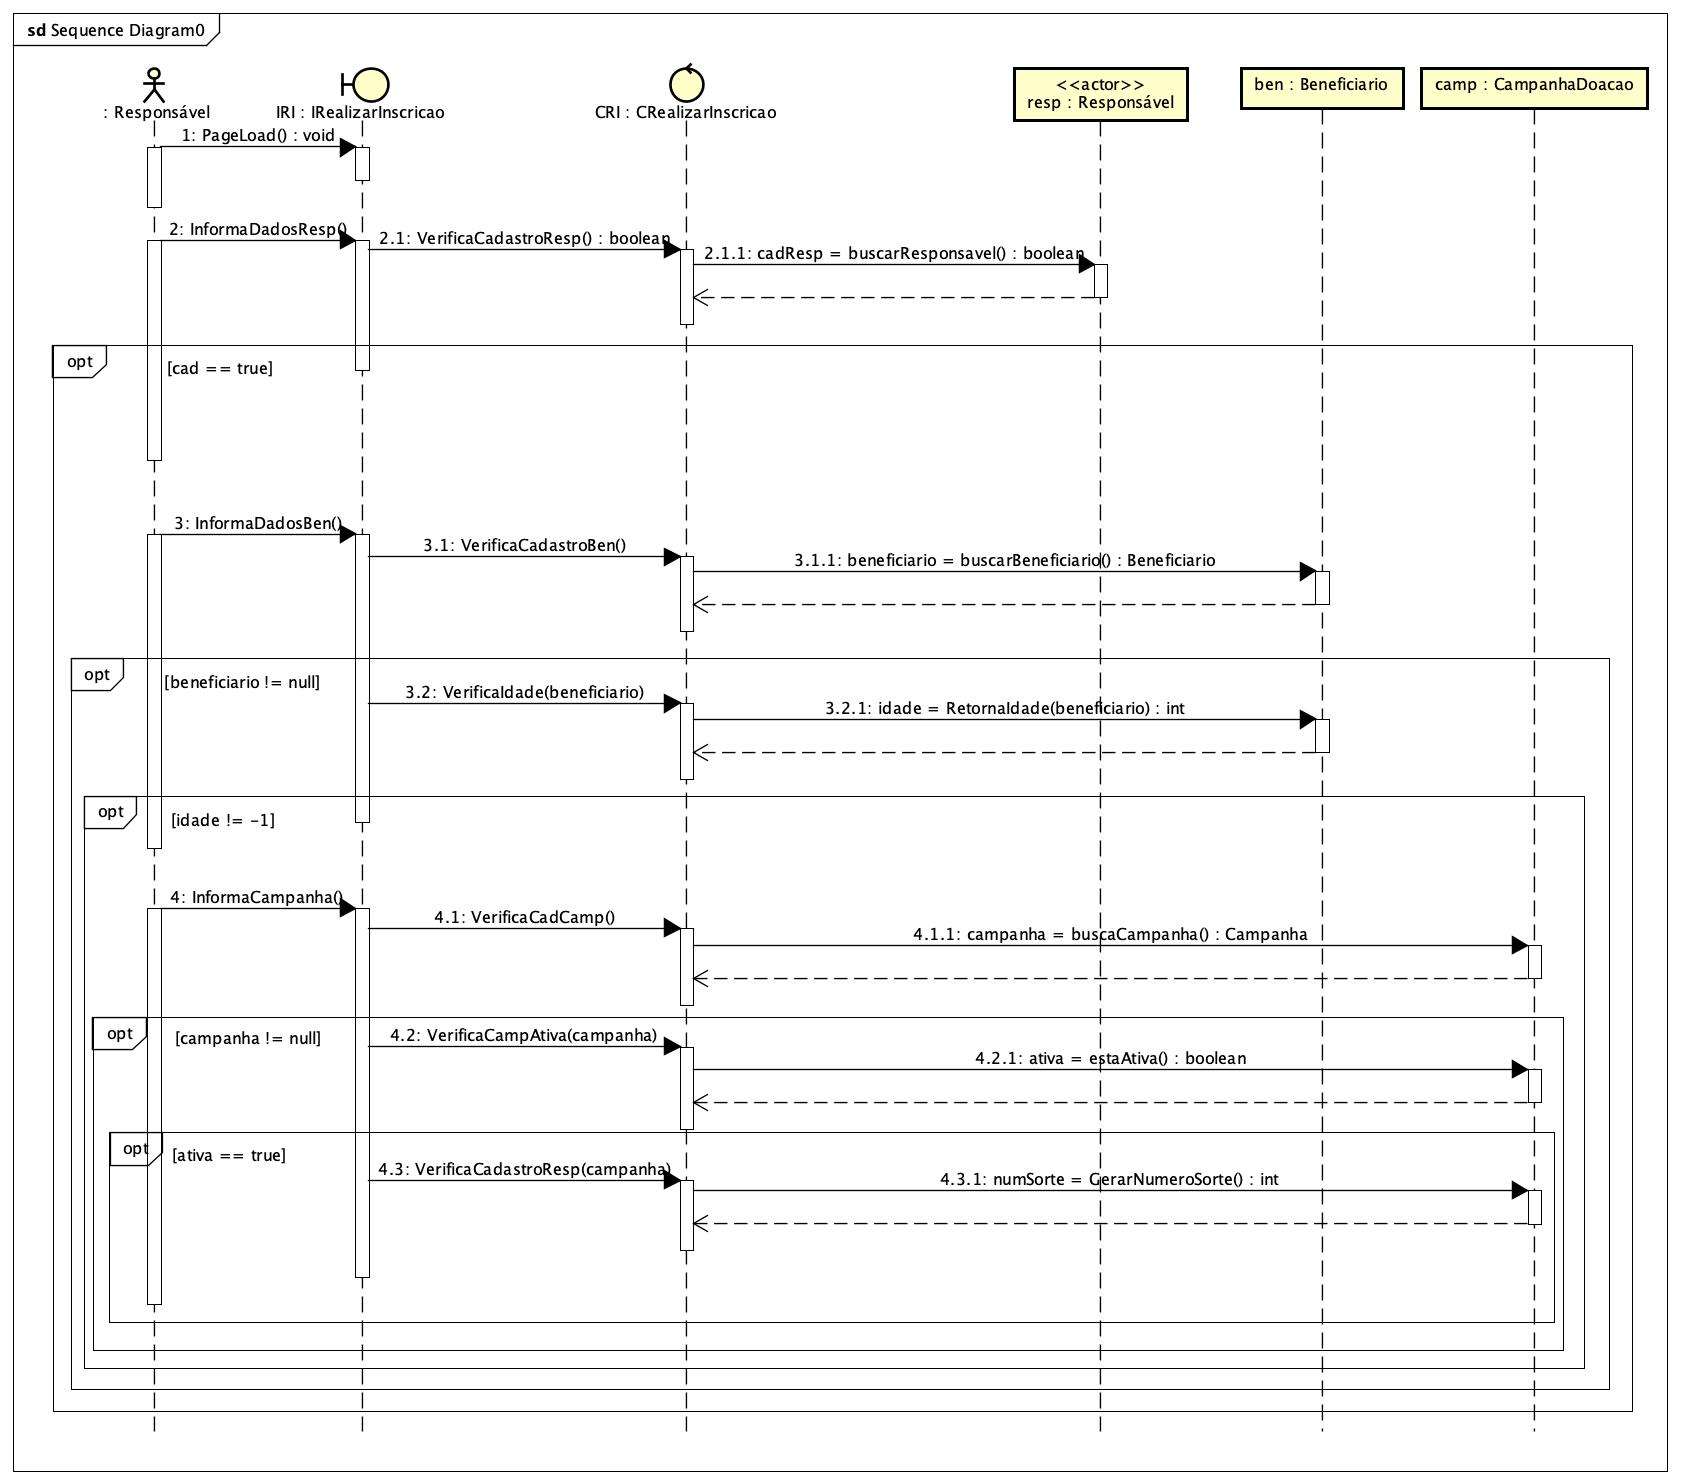 sd Sequence Diagram0
: Responsável
IRI : IRealizarInscricao
CRI : CRealizarInscricao
<<actor>>
resp : Responsável
ben : Beneficiario
camp : CampanhaDoacao
1: PageLoad() : void
2: InformaDadosResp()
2.1: VerificaCadastroResp() : boolean
2.1.1: cadResp = buscarResponsavel() : boolean
opt
[cad == true]
3: InformaDadosBen()
3.1: VerificaCadastroBen()
3.1.1: beneficiario = buscarBeneficiario() : Beneficiario
opt
[beneficiario != null]
3.2: VerificaIdade(beneficiario)
3.2.1: idade = RetornaIdade(beneficiario) : int
opt
[idade != -1]
4: InformaCampanha()
4.1: VerificaCadCamp()
4.1.1: campanha = buscaCampanha() : Campanha
opt
[campanha != null]
4.2: VerificaCampAtiva(campanha)
4.2.1: ativa = estaAtiva() : boolean
opt
[ativa == true]
4.3: VerificaCadastroResp(campanha)
4.3.1: numSorte = GerarNumeroSorte() : int